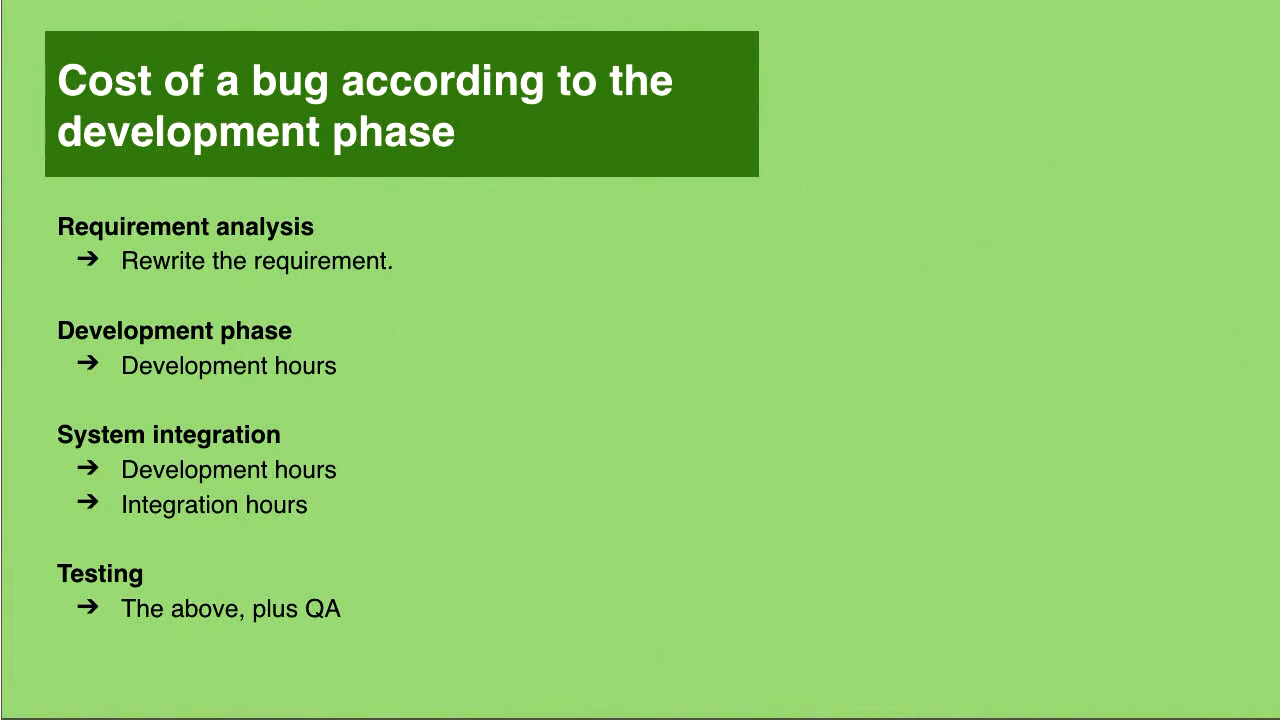 Cost of a bug according to the
development phase
Requirement analysis
➔ Rewrite the requirement.
Development phase
➔ Development hours
System integration
➔ Development hours
➔ Integration hours
Testing
➔ The above, plus QA